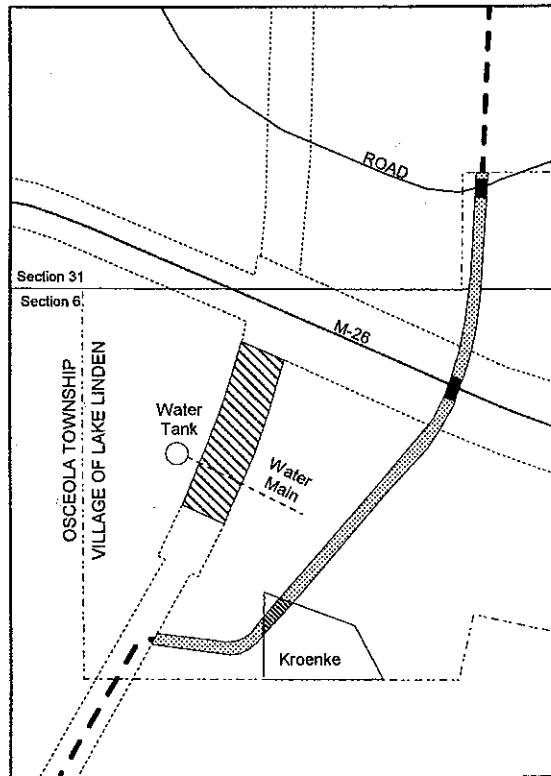 ROAD
Section 31
Section 6
M-26
OSCEOLA TOWNSHIP
VILLAGE OF LAKE LINDEN
Water
Tank
Water
Main
Kroenke